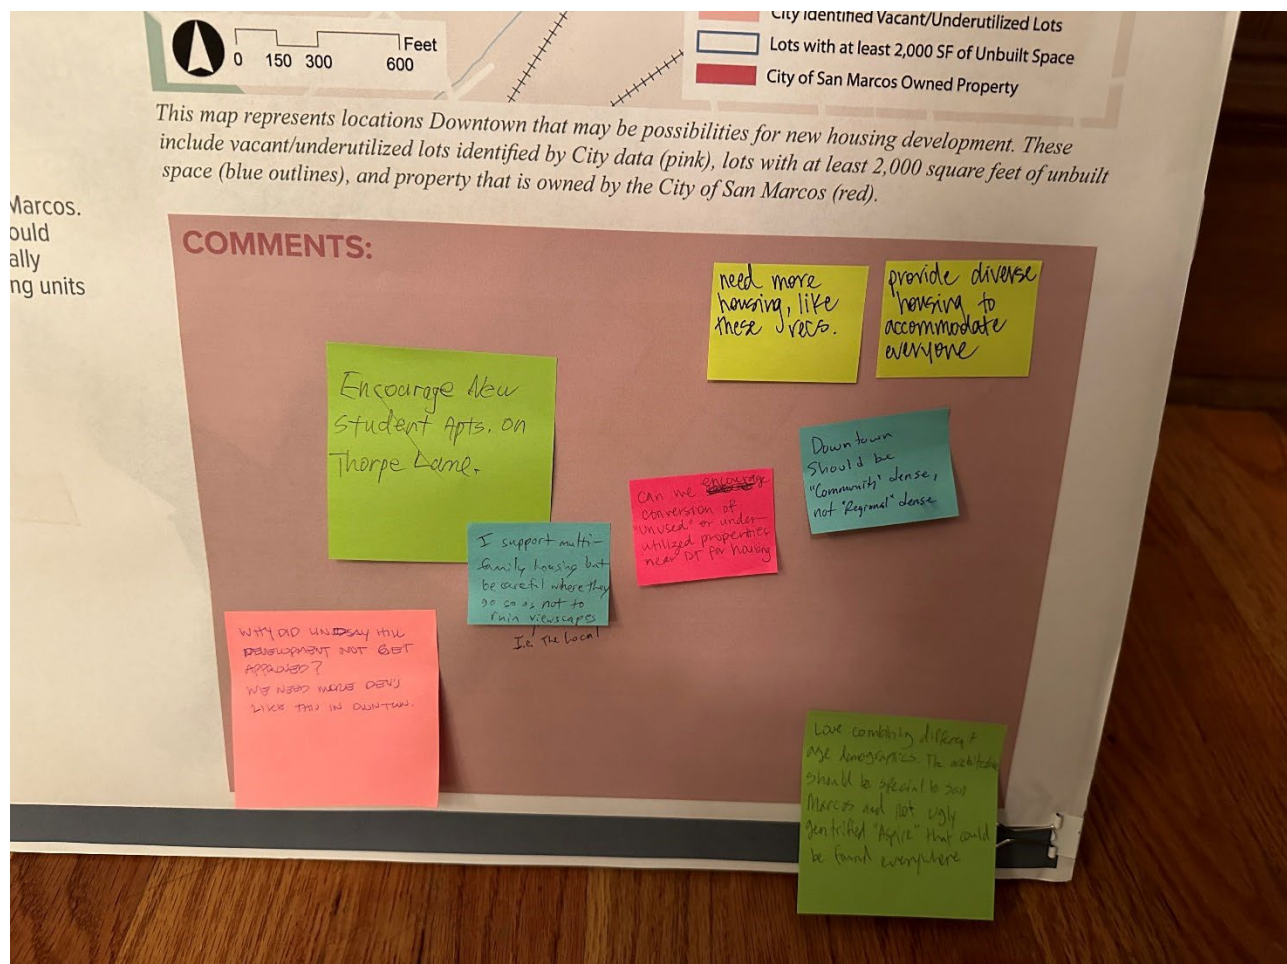 City Identified Vacant/Underutilized Lots
Lots with at least 2,000 SF of Unbuilt Space
City of San Marcos Owned Property
Feet
0 150 300 600
This map represents locations Downtown that may be possibilities for new housing development. These
include vacant/underutilized lots identified by City data (pink), lots with at least 2,000 square feet of unbuilt
space (blue outlines), and property that is owned by the City of San Marcos (red).
Marcos.
ould
ally
ng units
COMMENTS:
need more
housing, like
these recs.
provide diverse
housing to
accommodate
everyone
Encourage New
Student Apts. on
Thorpe Lane.
Downtown
Should be
"Community" dense,
not "Regional" dense
Can we encourage
conversion of
"unused" or under-
utilized properties
near DT for housing
I support multi-
family housing but
be careful where they
go so as not to
ruin viewscapes
I.e. The Local
WHY DID LINDSAY HILL
DEVELOPMENT NOT GET
APPROVED?
WE NEED MORE DEV'S
LIKE THIS IN DWNTWN.
Love combining different
age demographics. The architecture
should be special to San
Marcos and not ugly
gentrified "Aspire" that could
be found everywhere